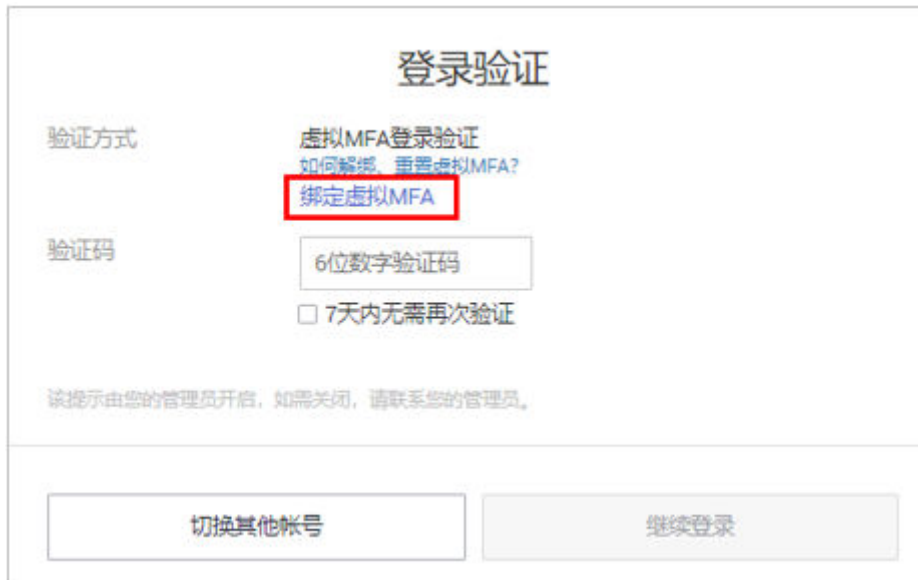 登录验证
验证方式 虚拟MFA登录验证
如何解绑、重置虚拟MFA?
绑定虚拟MFA
验证码 6位数字验证码
7天内无需再次验证
该提示由您的管理员开启，如需关闭，请联系您的管理员。
切换其他帐号 继续登录